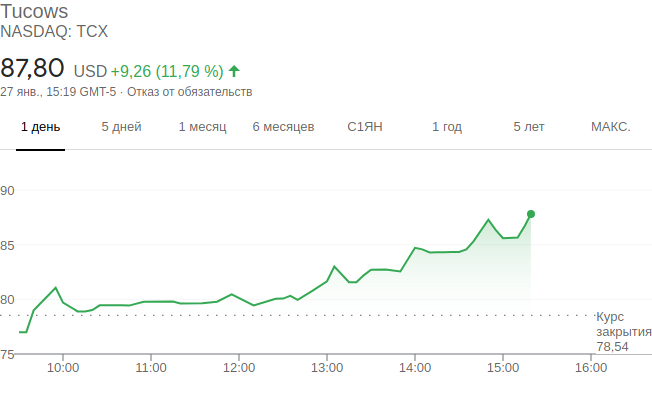 Tucows
NASDAQ: TCX
87,80 USD +9,26 (11,79 %)
27 янв., 15:19 GMT-5 · Отказ от обязательств
1 день 5 дней 1 месяц 6 месяцев С1ЯН 1 год 5 лет МАКС.
90
85
80
Курс
закрытия
78,54
75
10:00 11:00 12:00 13:00 14:00 15:00 16:00